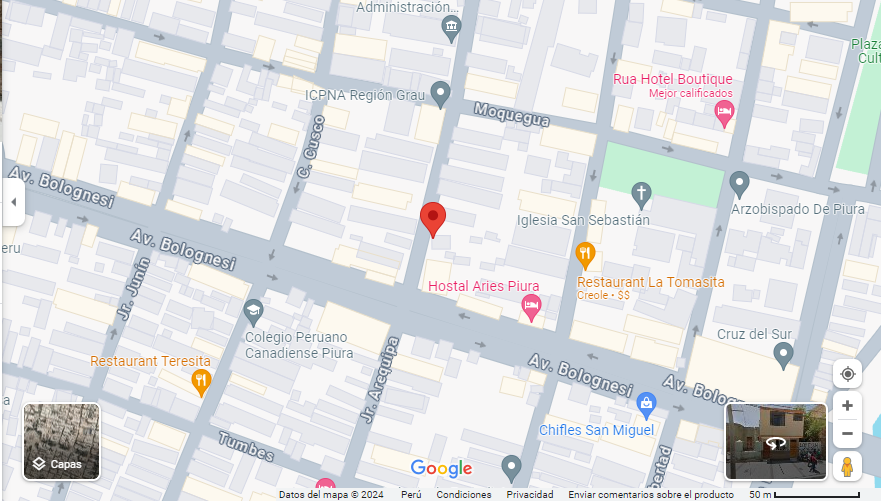 Administración...
Plaza
Cult
Rua Hotel Boutique
Mejor calificados
ICPNA Región Grau
Moquegua
C. Cusco
Av. Bolognesi
Iglesia San Sebastián
Arzobispado De Piura
Av. Bolognesi
Jr. Junín
Restaurant La Tomasita
Creole • $$
Hostal Aries Piura
Colegio Peruano
Canadiense Piura
Cruz del Sur
Restaurant Teresita
Jr. Arequipa
Av. Bolognesi
Av. Bolo
Chifles San Miguel
Tumbes
Capas
Google
Datos del mapa © 2024 Perú Condiciones Privacidad Enviar comentarios sobre el producto 50 m